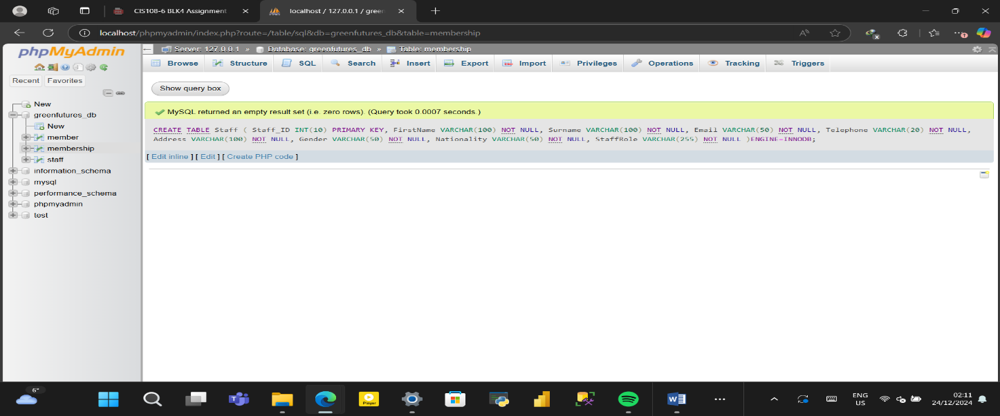 CIS108-6 BLK4 Assignment
localhost / 127.0.0.1 / green
localhost/phpmyadmin/index.php?route=/table/sql&db=greenfutures_db&table=membership
phpMyAdmin
Recent Favorites
New
greenfutures_db
New
member
membership
staff
information_schema
mysql
performance_schema
phpmyadmin
test
Server: 127.0.0.1 » Database: greenfutures_db » Table: membership
Browse Structure SQL Search Insert Export Import Privileges Operations Tracking Triggers
Show query box
MySQL returned an empty result set (i.e. zero rows). (Query took 0.0007 seconds.)
CREATE TABLE Staff ( Staff_ID INT(10) PRIMARY KEY, FirstName VARCHAR(100) NOT NULL, Surname VARCHAR(100) NOT NULL, Email VARCHAR(50) NOT NULL, Telephone VARCHAR(20) NOT NULL,
Address VARCHAR(100) NOT NULL, Gender VARCHAR(50) NOT NULL, Nationality VARCHAR(50) NOT NULL, StaffRole VARCHAR(255) NOT NULL )ENGINE=INNODB;
[ Edit inline ] [ Edit ] [ Create PHP code ]
6°
Player
ENG
US
02:11
24/12/2024